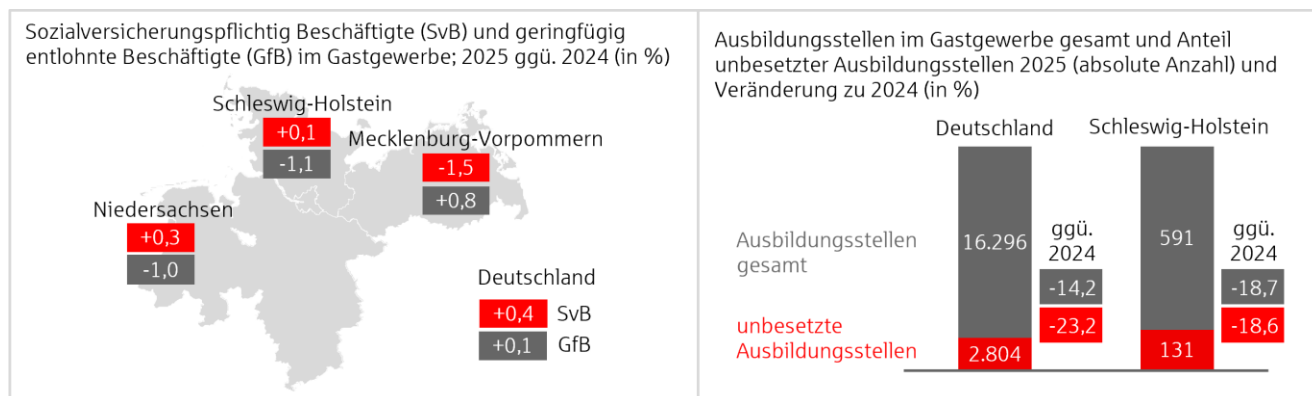 Sozialversicherungspflichtig Beschäftigte (SvB) und geringfügig
entlohnte Beschäftigte (GfB) im Gastgewerbe; 2025 ggü. 2024 (in %)
Schleswig-Holstein
+0,1
-1,1
Mecklenburg-Vorpommern
-1,5
+0,8
Niedersachsen
+0,3
-1,0
Deutschland
+0,4 SvB
+0,1 GfB
Ausbildungsstellen im Gastgewerbe gesamt und Anteil
unbesetzter Ausbildungsstellen 2025 (absolute Anzahl) und
Veränderung zu 2024 (in %)
Deutschland
Schleswig-Holstein
Ausbildungsstellen
gesamt
16.296
ggü.
2024
-14,2
-23,2
591
ggü.
2024
-18,7
-18,6
unbesetzte
Ausbildungsstellen
2.804
131